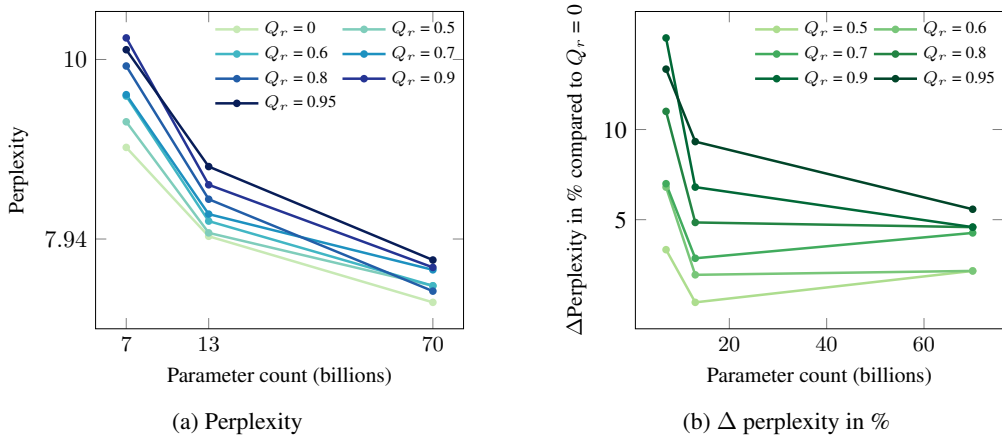 10
7.94
7
13
70
Perplexity
Parameter count (billions)
Q_r = 0
Q_r = 0.5
Q_r = 0.6
Q_r = 0.7
Q_r = 0.8
Q_r = 0.9
Q_r = 0.95
(a) Perplexity
10
5
20
40
60
ΔPerplexity in % compared to Q_r = 0
Parameter count (billions)
Q_r = 0.5
Q_r = 0.6
Q_r = 0.7
Q_r = 0.8
Q_r = 0.9
Q_r = 0.95
(b) Δ perplexity in %